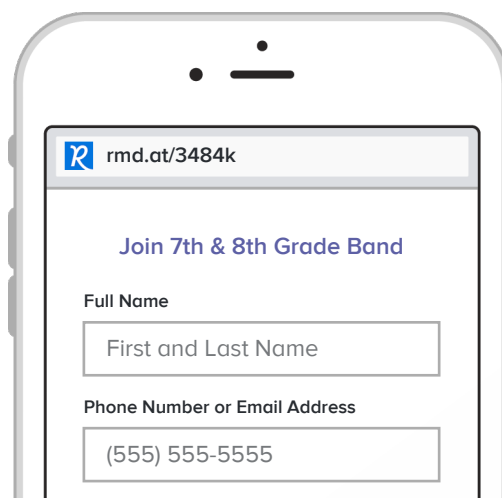 rmd.at/3484k
Join 7th & 8th Grade Band
Full Name
First and Last Name
Phone Number or Email Address
(555) 555-5555